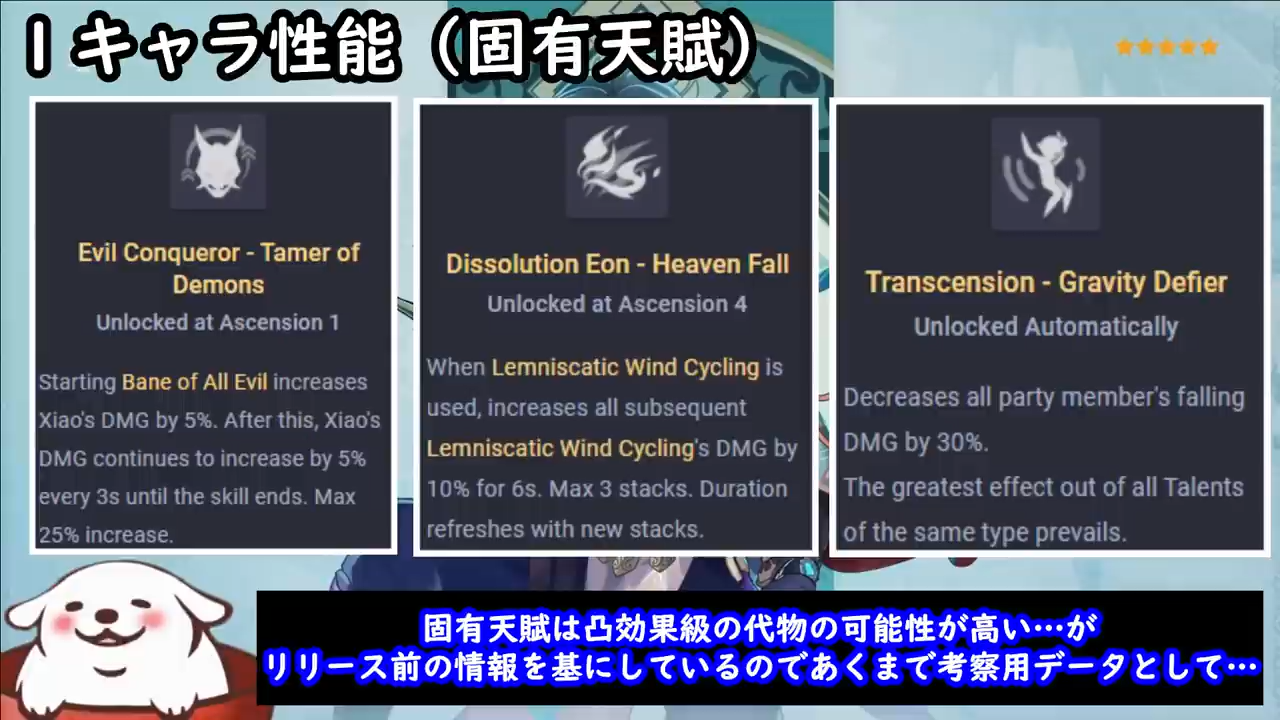 1 キャラ性能（固有天賦）
Evil Conqueror - Tamer of
Demons
Unlocked at Ascension 1
Starting Bane of All Evil increases
Xiao's DMG by 5%. After this, Xiao's
DMG continues to increase by 5%
every 3s until the skill ends. Max
25% increase.
Dissolution Eon - Heaven Fall
Unlocked at Ascension 4
When Lemniscatic Wind Cycling is
used, increases all subsequent
Lemniscatic Wind Cycling's DMG by
10% for 6s. Max 3 stacks. Duration
refreshes with new stacks.
Transcension - Gravity Defier
Unlocked Automatically
Decreases all party member's falling
DMG by 30%.
The greatest effect out of all Talents
of the same type prevails.
固有天賦は凸効果級の代物の可能性が高い…が
リリース前の情報を基にしているのであくまで考察用データとして…